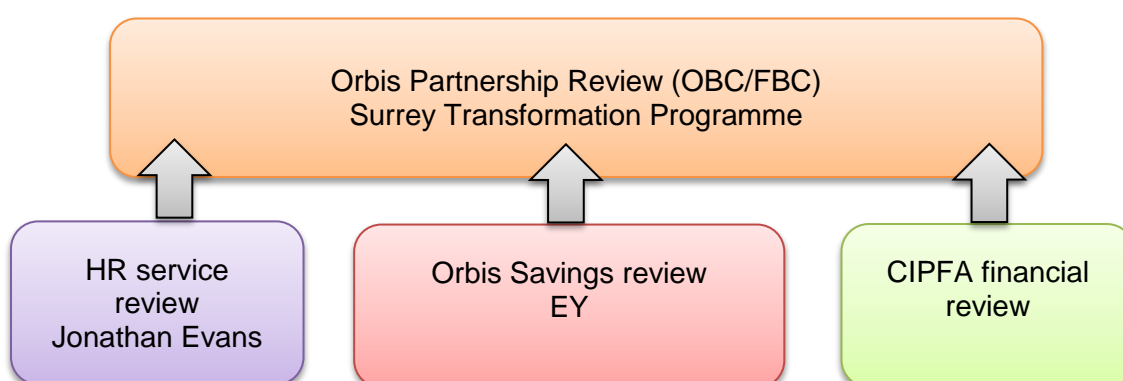 Orbis Partnership Review (OBC/FBC)
Surrey Transformation Programme
HR service
review
Jonathan Evans
Orbis Savings review
EY
CIPFA financial
review